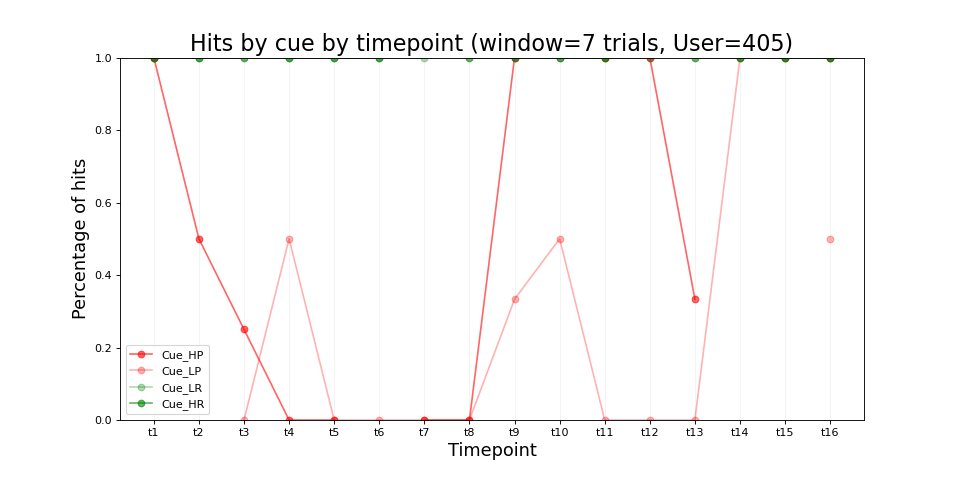 Hits by cue by timepoint (window=7 trials, User=405)
1.0
0.8
0.6
0.4
0.2
0.0
Percentage of hits
Cue_HP
Cue_LP
Cue_LR
Cue_HR
t1 t2 t3 t4 t5 t6 t7 t8 t9 t10 t11 t12 t13 t14 t15 t16
Timepoint